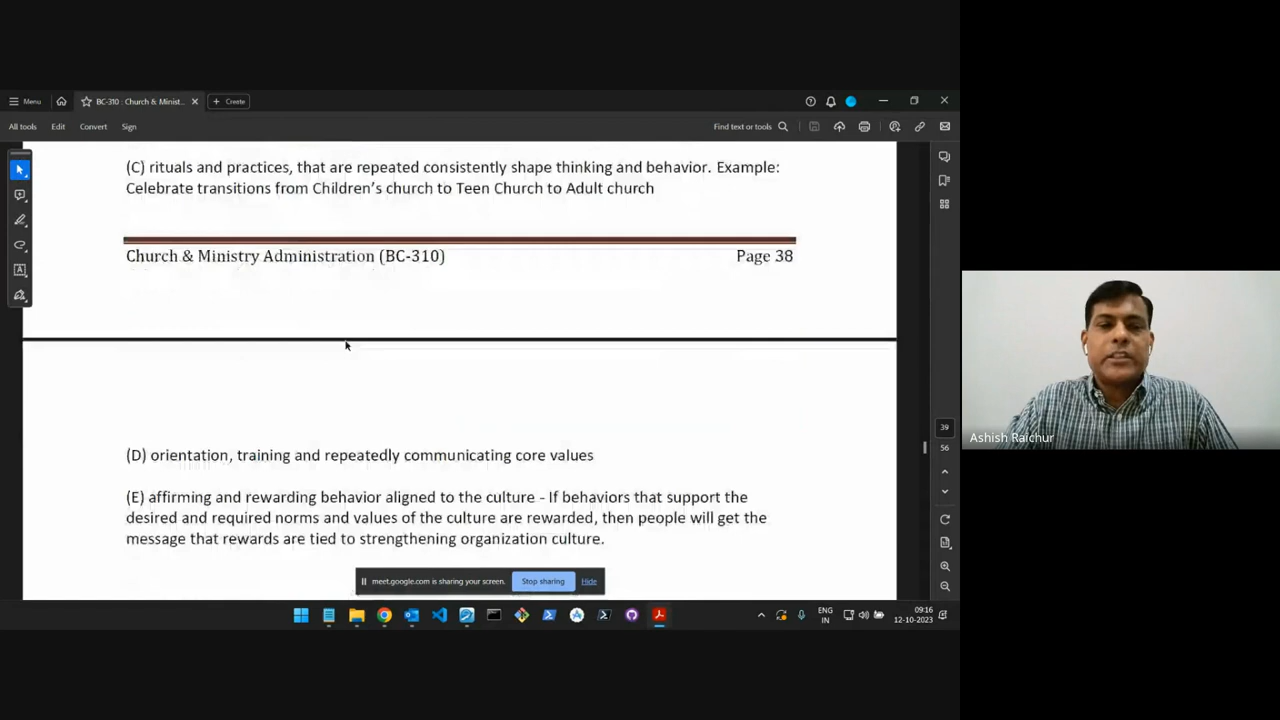 Menu
BC-310 : Church & Minist...
Create
All tools
Edit
Convert
Sign
Find text or tools
(C) rituals and practices, that are repeated consistently shape thinking and behavior. Example:
Celebrate transitions from Children's church to Teen Church to Adult church
Church & Ministry Administration (BC-310)
Page 38
(D) orientation, training and repeatedly communicating core values
(E) affirming and rewarding behavior aligned to the culture - If behaviors that support the
desired and required norms and values of the culture are rewarded, then people will get the
message that rewards are tied to strengthening organization culture.
39
56
meet.google.com is sharing your screen.
Stop sharing
Hide
ENG
IN
09:16
12-10-2023
Ashish Raichur